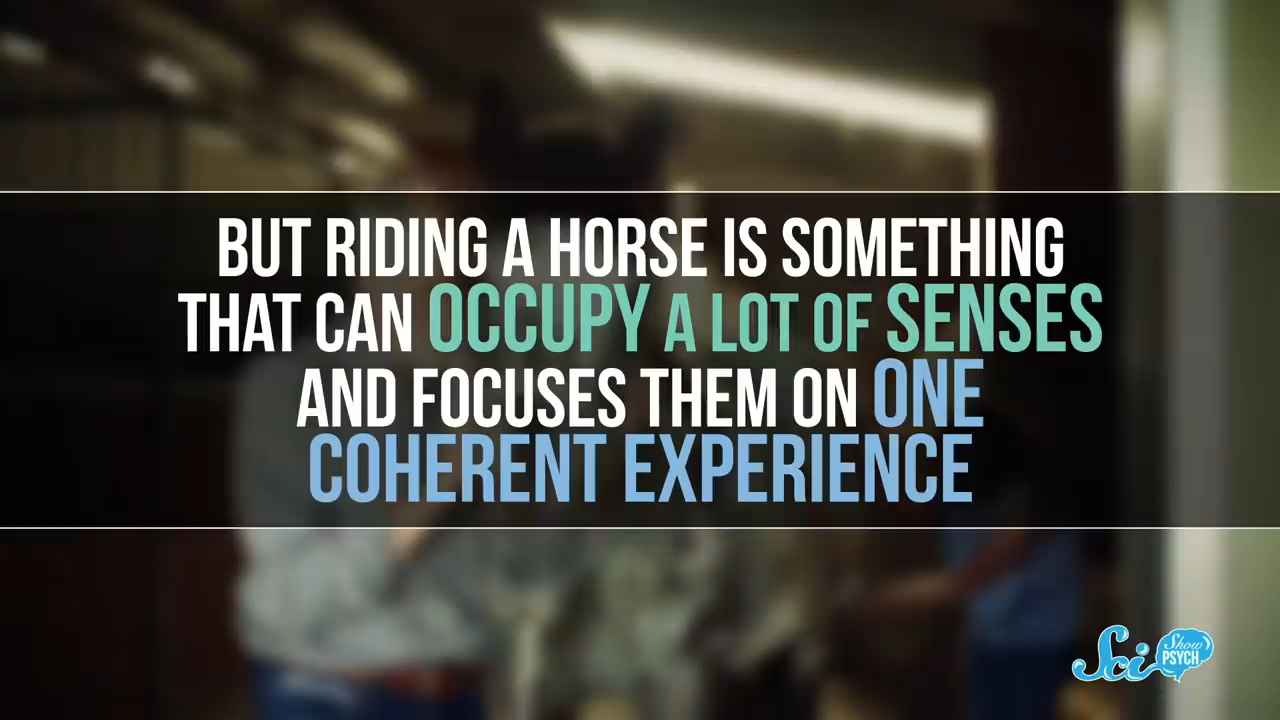 BUT RIDING A HORSE IS SOMETHING
THAT CAN OCCUPY A LOT OF SENSES
AND FOCUSES THEM ON ONE
COHERENT EXPERIENCE
Sci Show
PSYCH